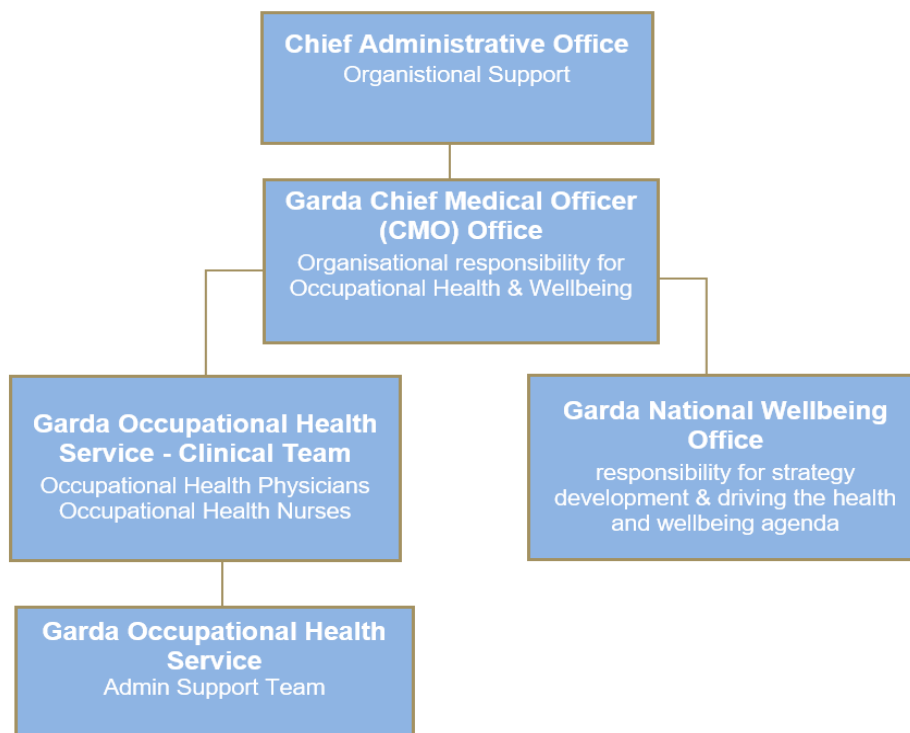 Chief Administrative Office
Organistional Support
Garda Chief Medical Officer
(CMO) Office
Organisational responsibility for
Occupational Health & Wellbeing
Garda Occupational Health
Service - Clinical Team
Occupational Health Physicians
Occupational Health Nurses
Garda National Wellbeing
Office
responsibility for strategy
development & driving the health
and wellbeing agenda
Garda Occupational Health
Service
Admin Support Team